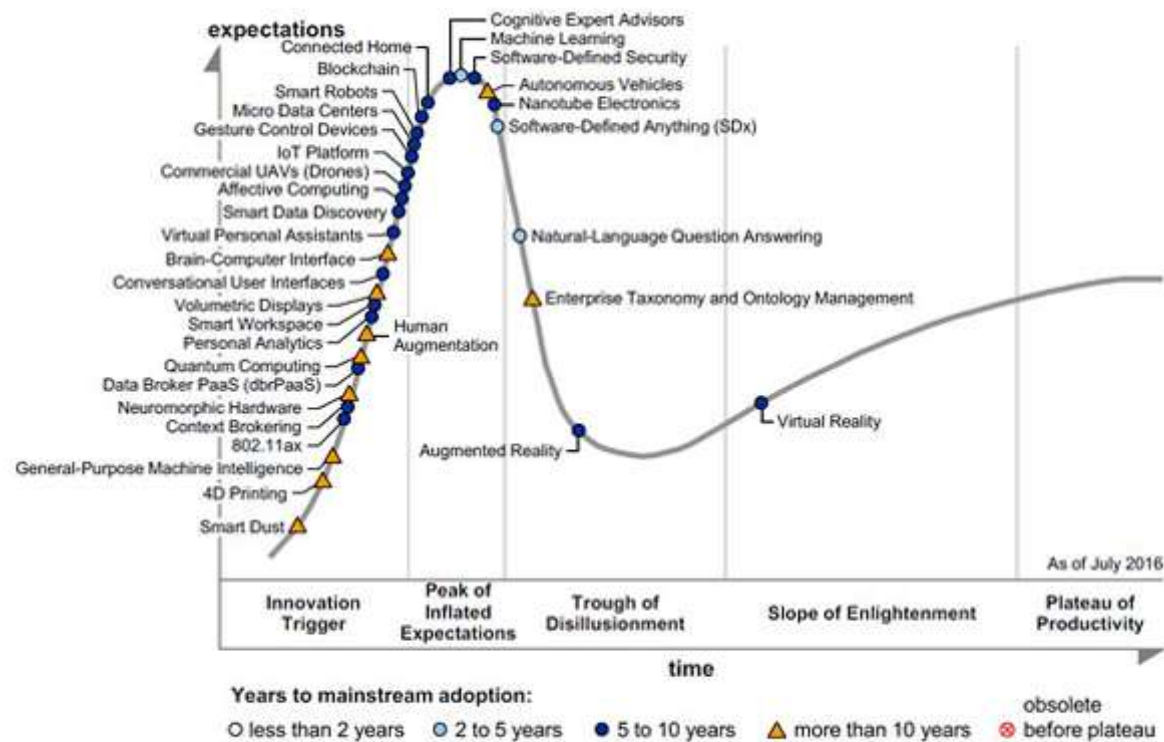 expectations
Cognitive Expert Advisors
Machine Learning
Connected Home
Software-Defined Security
Blockchain
Autonomous Vehicles
Smart Robots
Nanotube Electronics
Micro Data Centers
Gesture Control Devices
Software-Defined Anything (SDx)
IoT Platform
Commercial UAVs (Drones)
Affective Computing
Smart Data Discovery
Virtual Personal Assistants
Natural-Language Question Answering
Brain-Computer Interface
Conversational User Interfaces
Volumetric Displays
Enterprise Taxonomy and Ontology Management
Smart Workspace
Human
Augmentation
Personal Analytics
Quantum Computing
Data Broker PaaS (dbrPaaS)
Neuromorphic Hardware
Context Brokering
Virtual Reality
802.11ax
Augmented Reality
General-Purpose Machine Intelligence
4D Printing
Smart Dust
As of July 2016
Innovation
Trigger
Peak of
Inflated
Expectations
Trough of
Disillusionment
Slope of Enlightenment
Plateau of
Productivity
time
Years to mainstream adoption:
less than 2 years
2 to 5 years
5 to 10 years
more than 10 years
obsolete
before plateau